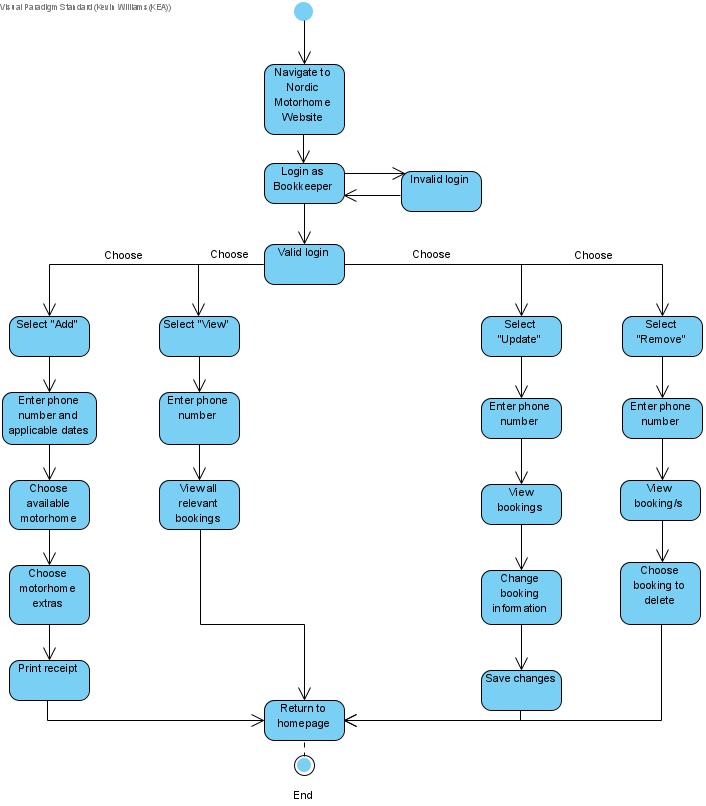 Visual Paradigm Standard (Kevin Williams (KEA))
Navigate to
Nordic
Motorhome
Website
Login as
Bookkeeper
Invalid login
Valid login
Choose
Choose
Choose
Choose
Select "Add"
Select "View"
Select
"Update"
Select
"Remove"
Enter phone
number and
applicable dates
Enter phone
number
Enter phone
number
Enter phone
number
Choose
available
motorhome
View all
relevant
bookings
View
bookings
View
booking/s
Choose
motorhome
extras
Change
booking
information
Choose
booking to
delete
Print receipt
Save changes
Return to
homepage
End